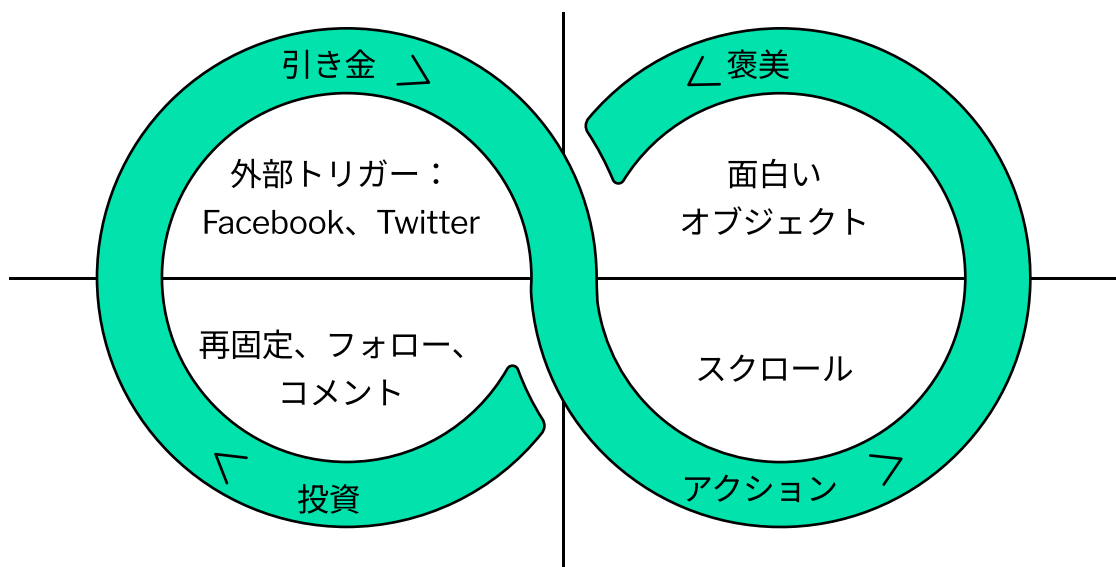 引き金
外部トリガー：
Facebook、Twitter
褒美
面白い
オブジェクト
再固定、フォロー、
コメント
投資
スクロール
アクション